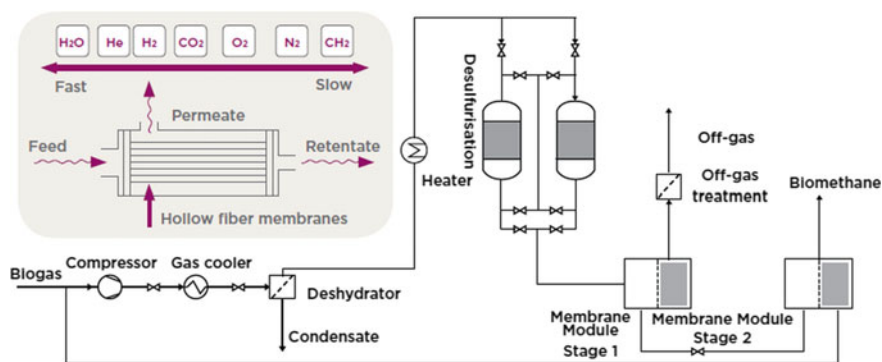 H₂O He H₂ CO₂ O₂ N₂ CH₂
Fast
Slow
Permeate
Feed
Retentate
Hollow fiber membranes
Heater
Desulfurisation
Off-gas
Off-gas
treatment
Biomethane
Biogas
Compressor
Gas cooler
Deshydrator
Condensate
Membrane
Module
Stage 1
Membrane Module
Stage 2